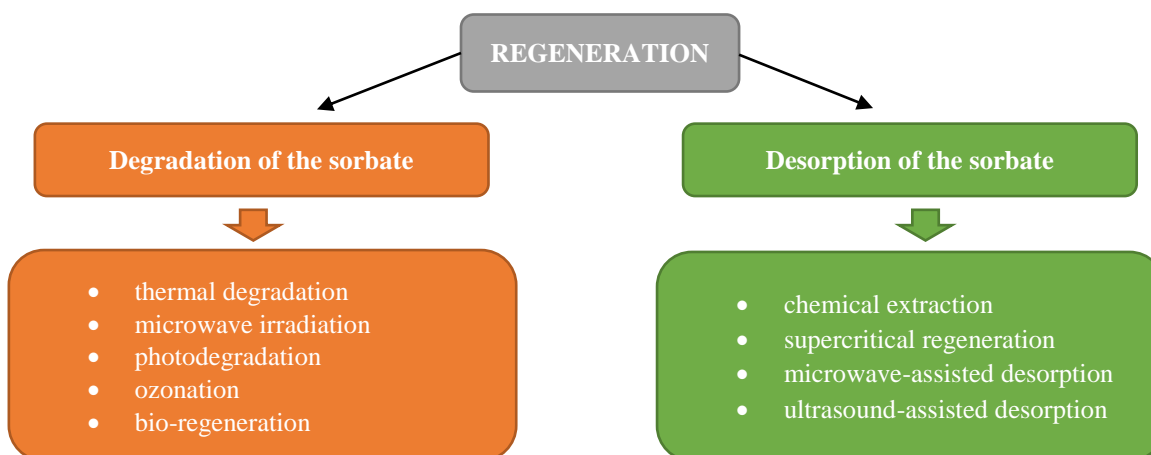 REGENERATION
Degradation of the sorbate
Desorption of the sorbate
• thermal degradation
• microwave irradiation
• photodegradation
• ozonation
• bio-regeneration
• chemical extraction
• supercritical regeneration
• microwave-assisted desorption
• ultrasound-assisted desorption